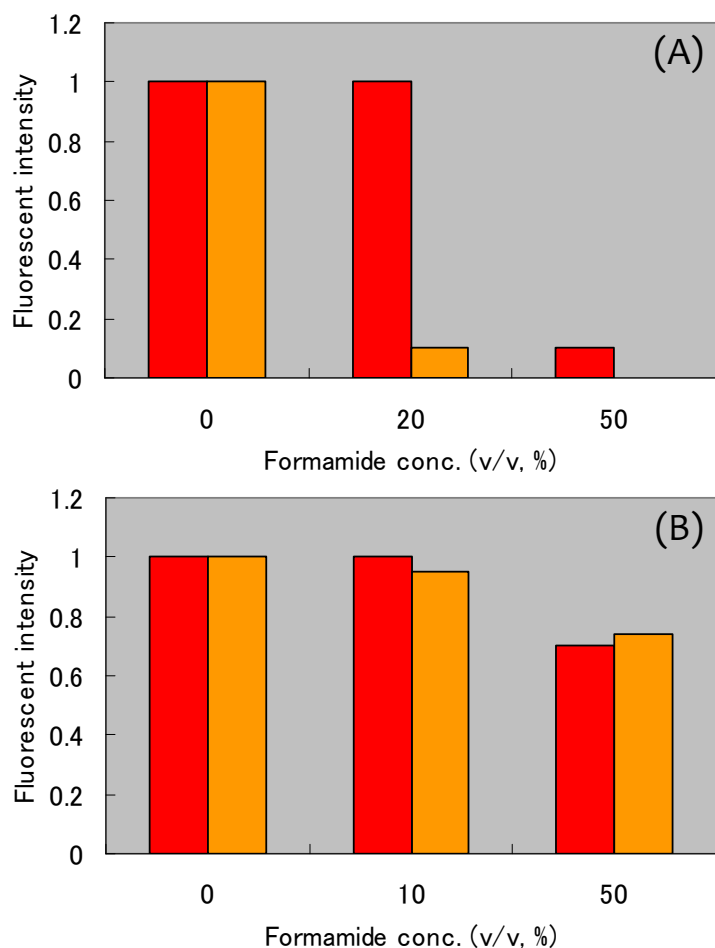 (A)
Fluorescent intensity
1.2
1
0.8
0.6
0.4
0.2
0
0 20 50
Formamide conc. (v/v, %)
(B)
Fluorescent intensity
1.2
1
0.8
0.6
0.4
0.2
0
0 10 50
Formamide conc. (v/v, %)